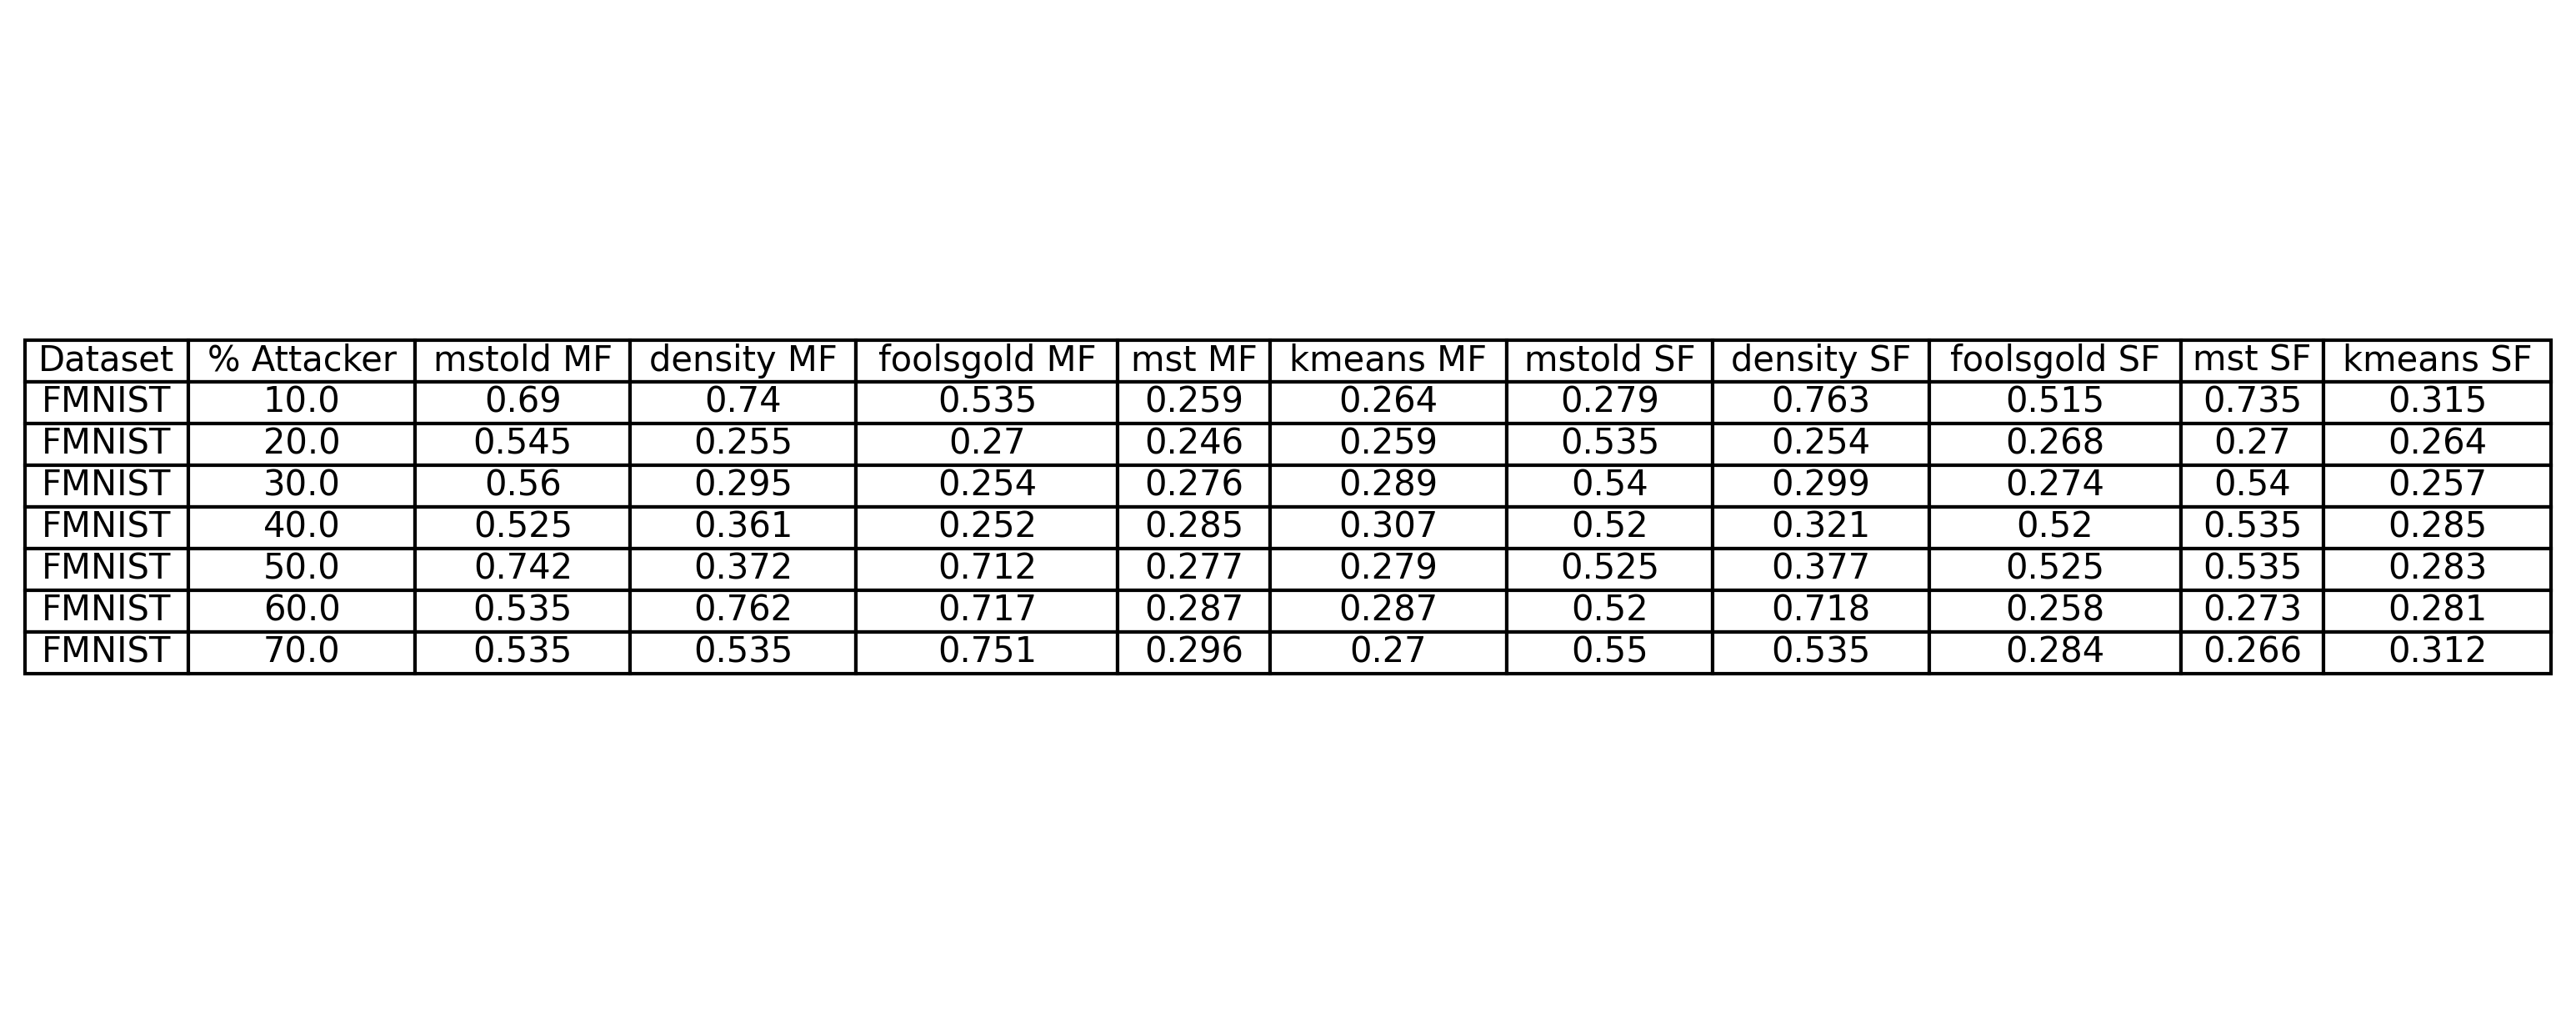 Dataset % Attacker mstold MF density MF foolsgold MF mst MF kmeans MF mstold SF density SF foolsgold SF mst SF kmeans SF
FMNIST 10.0 0.69 0.74 0.535 0.259 0.264 0.279 0.763 0.515 0.735 0.315
FMNIST 20.0 0.545 0.255 0.27 0.246 0.259 0.535 0.254 0.268 0.27 0.264
FMNIST 30.0 0.56 0.295 0.254 0.276 0.289 0.54 0.299 0.274 0.54 0.257
FMNIST 40.0 0.525 0.361 0.252 0.285 0.307 0.52 0.321 0.52 0.535 0.285
FMNIST 50.0 0.742 0.372 0.712 0.277 0.279 0.525 0.377 0.525 0.535 0.283
FMNIST 60.0 0.535 0.762 0.717 0.287 0.287 0.52 0.718 0.258 0.273 0.281
FMNIST 70.0 0.535 0.535 0.751 0.296 0.27 0.55 0.535 0.284 0.266 0.312